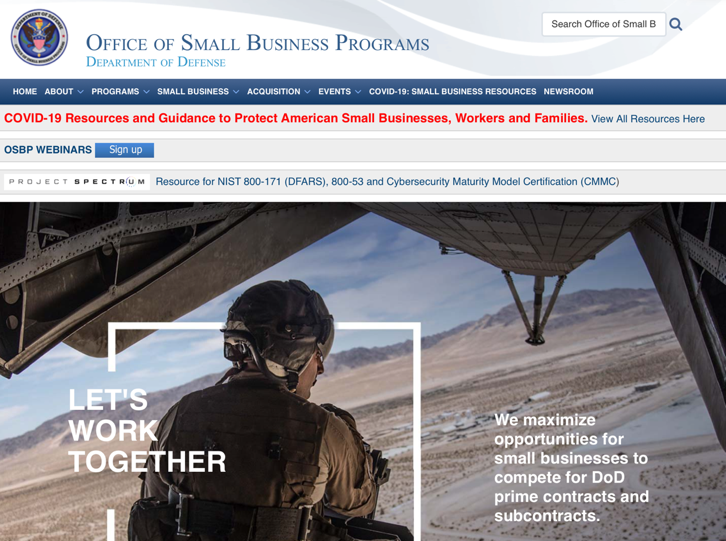 Search Office of Small B
OFFICE OF SMALL BUSINESS PROGRAMS
DEPARTMENT OF DEFENSE
HOME ABOUT PROGRAMS SMALL BUSINESS ACQUISITION EVENTS COVID-19: SMALL BUSINESS RESOURCES NEWSROOM
COVID-19 Resources and Guidance to Protect American Small Businesses, Workers and Families. View All Resources Here
OSBP WEBINARS Sign up
PROJECT SPECTRUM Resource for NIST 800-171 (DFARS), 800-53 and Cybersecurity Maturity Model Certification (CMMC)
LET'S
WORK
TOGETHER
We maximize
opportunities for
small businesses to
compete for DoD
prime contracts and
subcontracts.